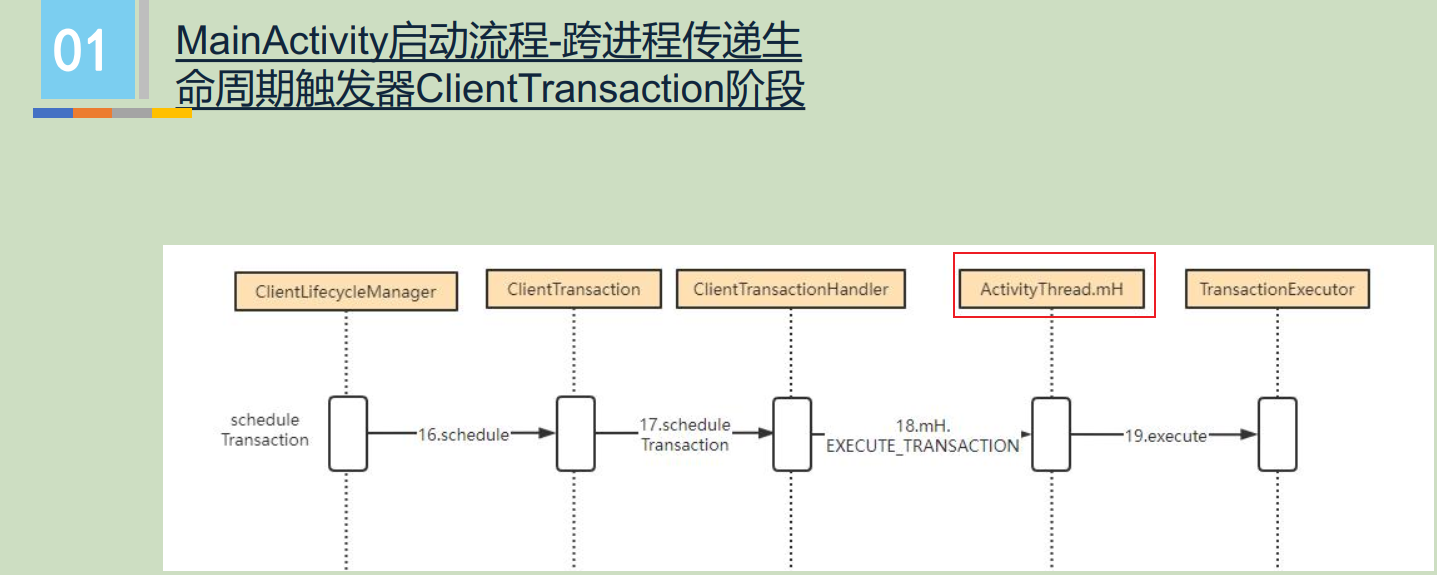 01
MainActivity启动流程-跨进程传递生
命周期触发器ClientTransaction阶段
ClientLifecycleManager
ClientTransaction
ClientTransactionHandler
ActivityThread.mH
TransactionExecutor
schedule
Transaction
16.schedule
17.schedule
Transaction
18.mH.
EXECUTE_TRANSACTION
19.execute